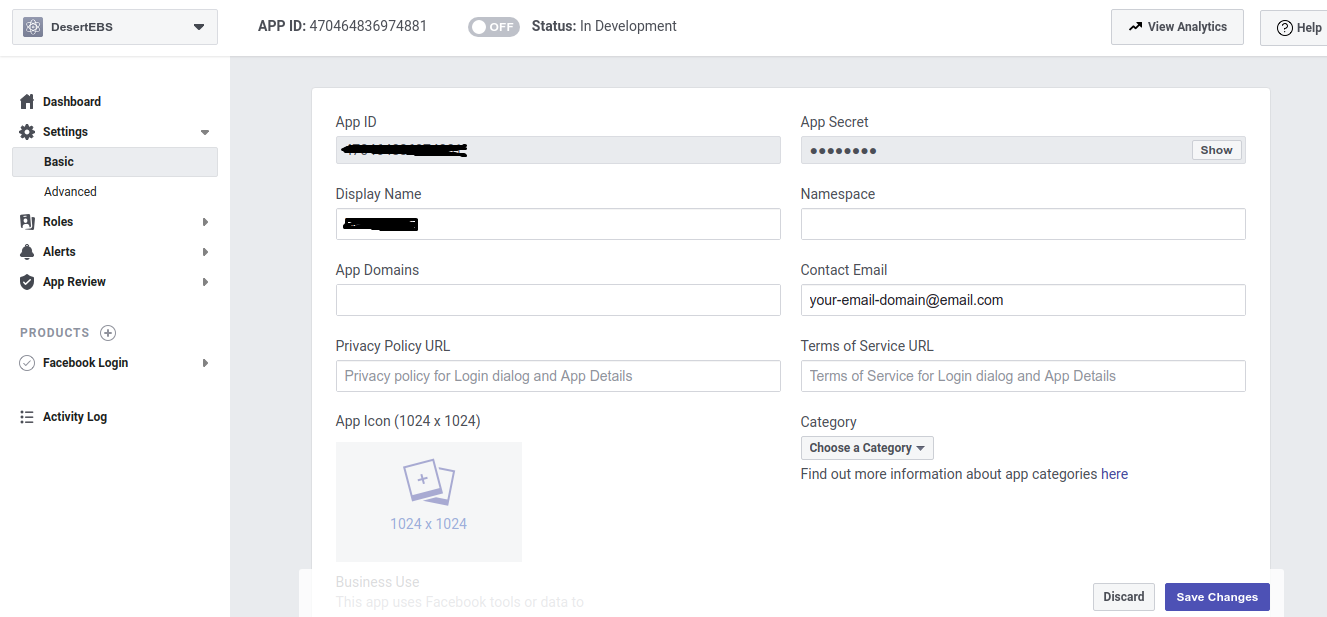 DesertEBS
APP ID: 470464836974881
OFF
Status: In Development
View Analytics
Help
Dashboard
Settings
Basic
Advanced
Roles
Alerts
App Review
PRODUCTS
Facebook Login
Activity Log
App ID
App Secret
●●●●●●●●
Show
Display Name
Namespace
App Domains
Contact Email
your-email-domain@email.com
Privacy Policy URL
Terms of Service URL
Privacy policy for Login dialog and App Details
Terms of Service for Login dialog and App Details
App Icon (1024 x 1024)
Category
Choose a Category
Find out more information about app categories here
1024 x 1024
Business Use
This app uses Facebook tools or data to
Discard
Save Changes